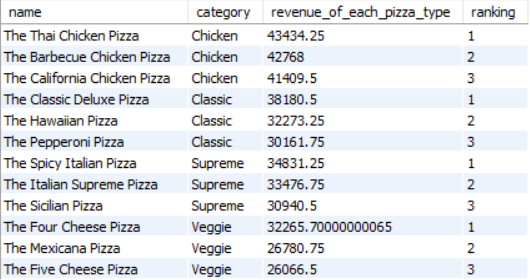 name category revenue_of_each_pizza_type ranking
The Thai Chicken Pizza Chicken 43434.25 1
The Barbecue Chicken Pizza Chicken 42768 2
The California Chicken Pizza Chicken 41409.5 3
The Classic Deluxe Pizza Classic 38180.5 1
The Hawaiian Pizza Classic 32273.25 2
The Pepperoni Pizza Classic 30161.75 3
The Spicy Italian Pizza Supreme 34831.25 1
The Italian Supreme Pizza Supreme 33476.75 2
The Sicilian Pizza Supreme 30940.5 3
The Four Cheese Pizza Veggie 32265.70000000065 1
The Mexicana Pizza Veggie 26780.75 2
The Five Cheese Pizza Veggie 26066.5 3